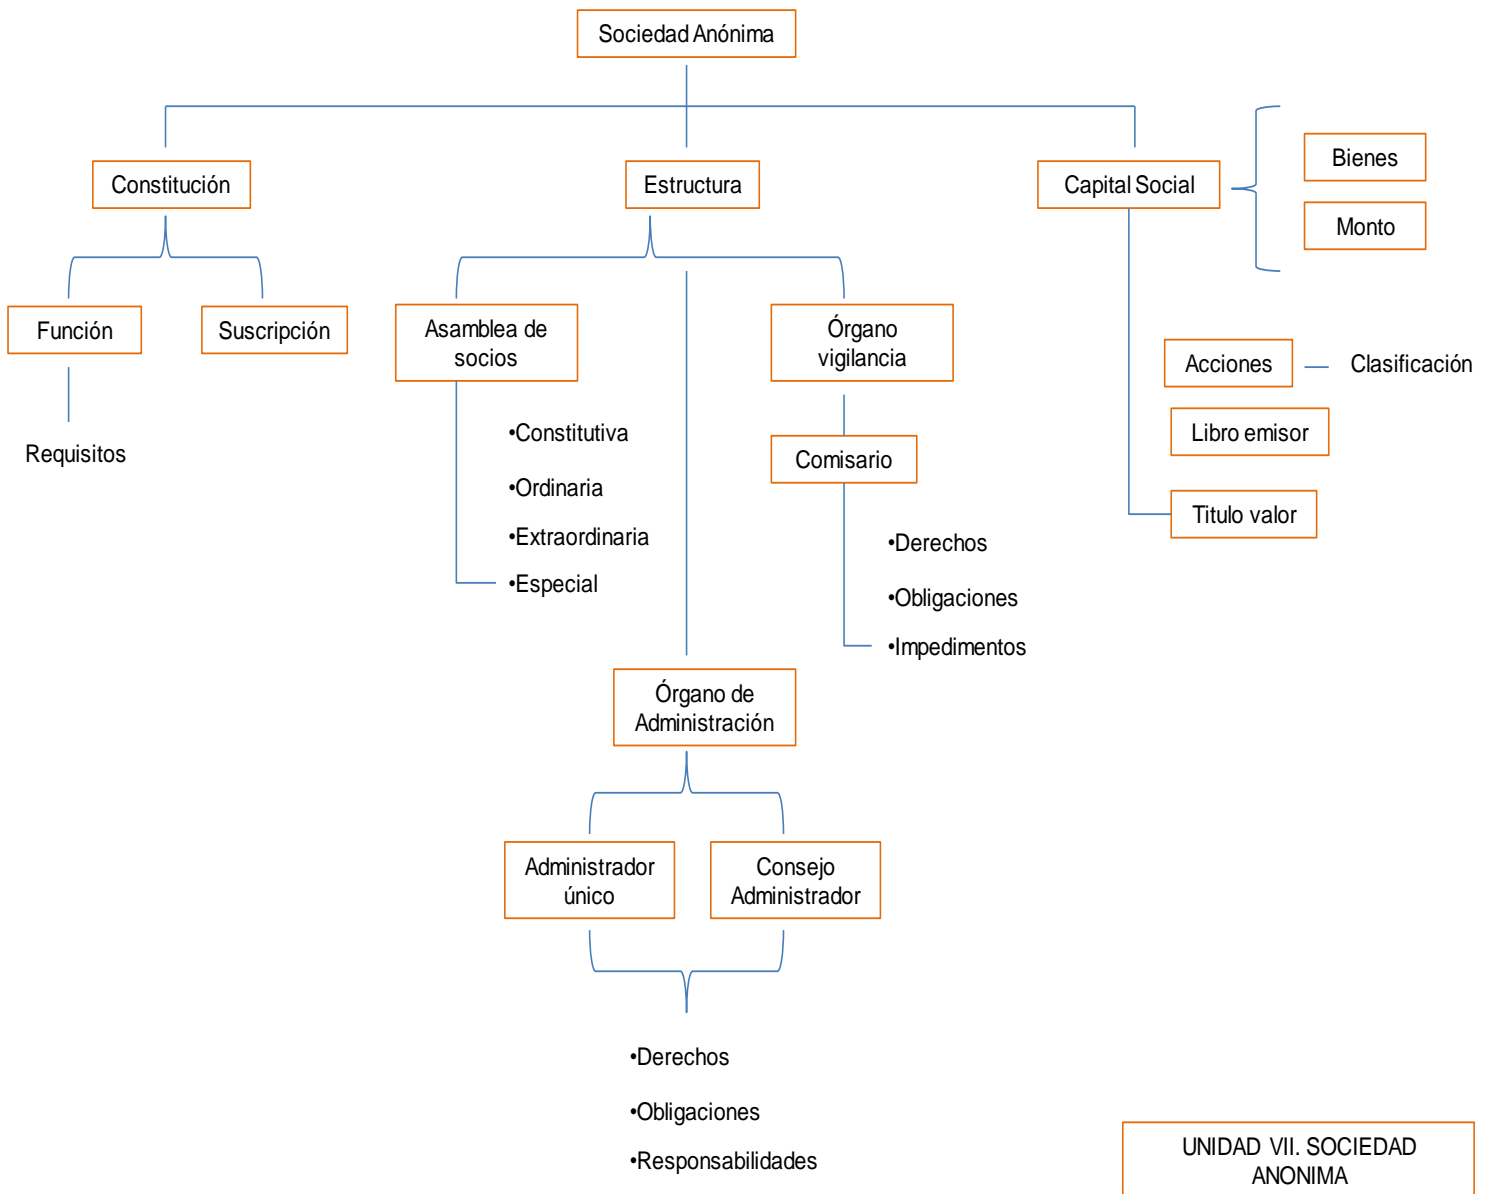 Sociedad Anónima
Constitución
Estructura
Capital Social
Bienes
Monto
Función
Suscripción
Asamblea de
socios
Órgano
vigilancia
Acciones
Clasificación
Libro emisor
Titulo valor
Requisitos
•Constitutiva
•Ordinaria
•Extraordinaria
•Especial
Comisario
•Derechos
•Obligaciones
•Impedimentos
Órgano de
Administración
Administrador
único
Consejo
Administrador
•Derechos
•Obligaciones
•Responsabilidades
UNIDAD VII. SOCIEDAD
ANONIMA